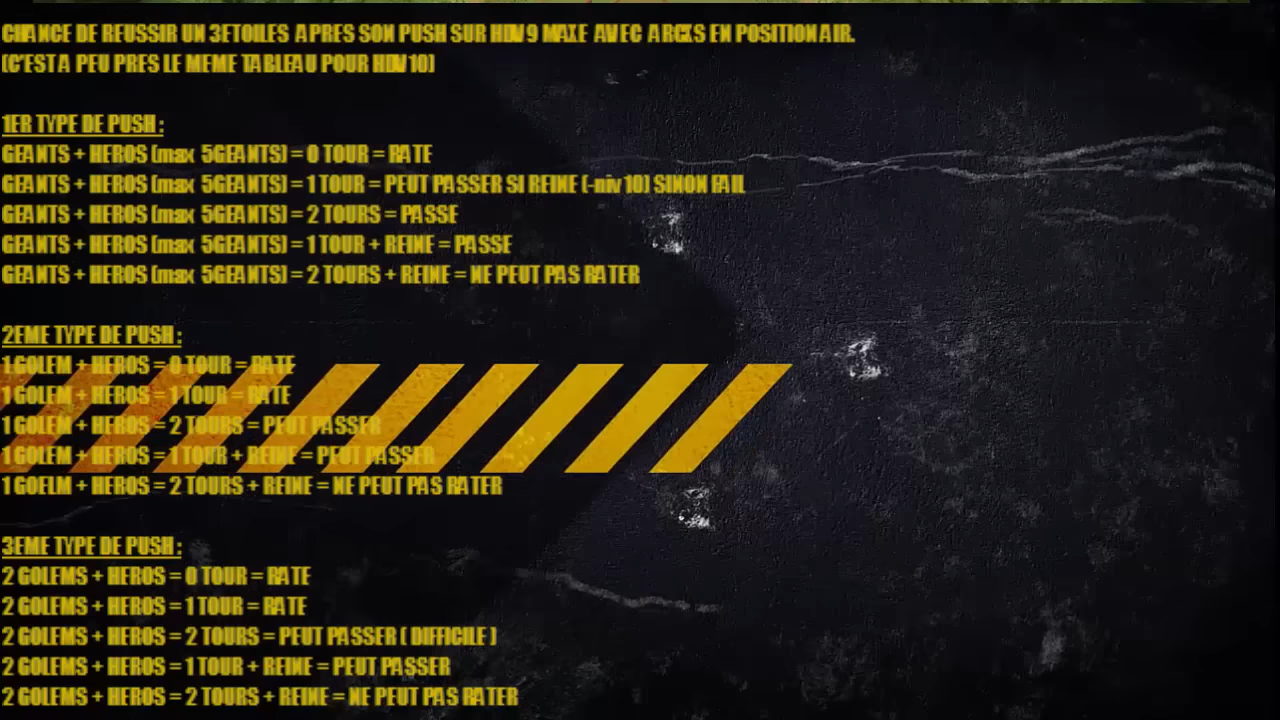 CHANCE DE REUSSIR UN 3ETOILES APRES SON PUSH SUR HDV9 MAXE AVEC ARCXS EN POSITION AIR.
(C'EST A PEU PRES LE MEME TABLEAU POUR HDV10)
1ER TYPE DE PUSH :
GEANTS + HEROS (max 5GEANTS) = 0 TOUR = RATE
GEANTS + HEROS (max 5GEANTS) = 1 TOUR = PEUT PASSER SI REINE (-niv 10) SINON FAIL
GEANTS + HEROS (max 5GEANTS) = 2 TOURS = PASSE
GEANTS + HEROS (max 5GEANTS) = 1 TOUR + REINE = PASSE
GEANTS + HEROS (max 5GEANTS) = 2 TOURS + REINE = NE PEUT PAS RATER
2EME TYPE DE PUSH :
1 GOLEM + HEROS = 0 TOUR = RATE
1 GOLEM + HEROS = 1 TOUR = RATE
1 GOLEM + HEROS = 2 TOURS = PEUT PASSER
1 GOLEM + HEROS = 1 TOUR + REINE = PEUT PASSER
1 GOELM + HEROS = 2 TOURS + REINE = NE PEUT PAS RATER
3EME TYPE DE PUSH :
2 GOLEMS + HEROS = 0 TOUR = RATE
2 GOLEMS + HEROS = 1 TOUR = RATE
2 GOLEMS + HEROS = 2 TOURS = PEUT PASSER ( DIFFICILE )
2 GOLEMS + HEROS = 1 TOUR + REINE = PEUT PASSER
2 GOLEMS + HEROS = 2 TOURS + REINE = NE PEUT PAS RATER